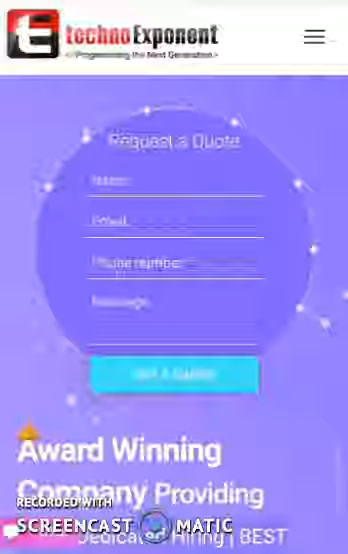 technoExponent
<Programming the Next Generation>
Request a Quote
Name
Email
Phone number
Message
GET A QUOTE
Award Winning
Company Providing
RECORDED WITH
SCREENCAST MATIC
Dedicated Hiring | BEST